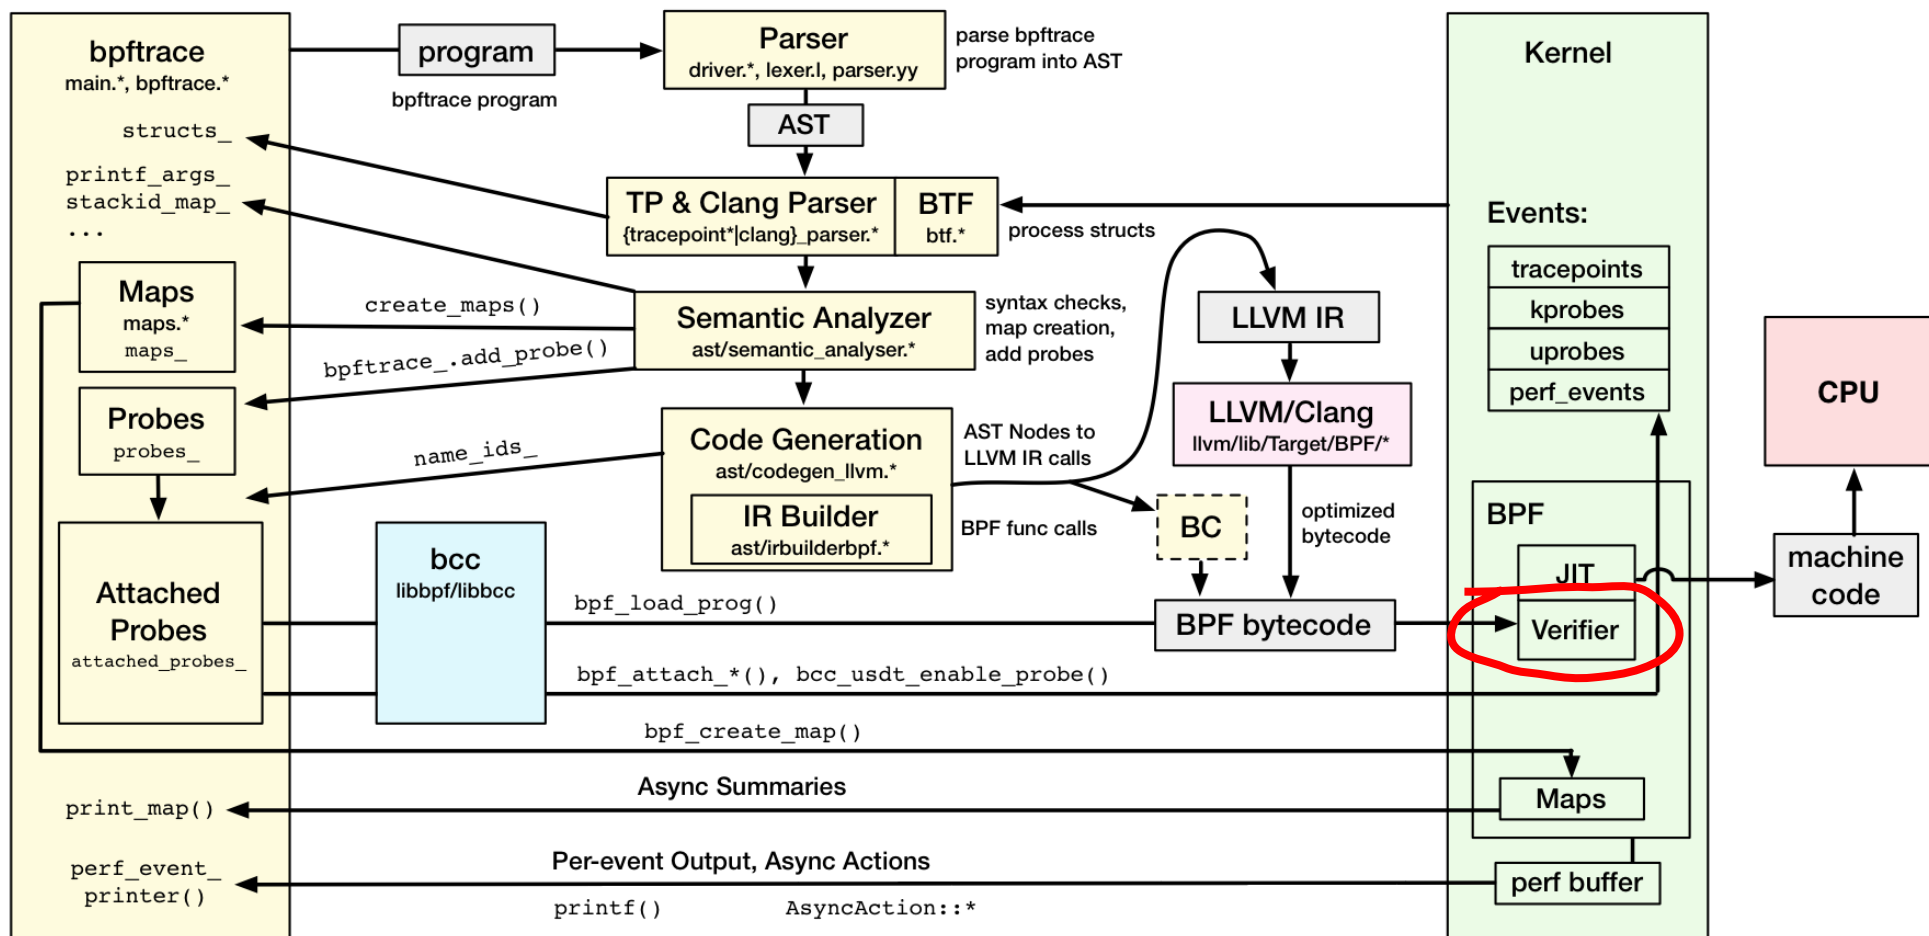 bpftrace
main.*, bpftrace.*
structs_
printf_args_
stackid_map_
...
Maps
maps.*
maps_
Probes
probes_
Attached
Probes
attached_probes_
print_map()
perf_event_
printer()
program
bpftrace program
Parser
driver.*, lexer.l, parser.yy
parse bpftrace
program into AST
AST
TP & Clang Parser
{tracepoint*|clang}_parser.*
BTF
btf.*
process structs
create_maps()
bpftrace_.add_probe()
name_ids_
Semantic Analyzer
ast/semantic_analyser.*
syntax checks,
map creation,
add probes
Code Generation
ast/codegen_llvm.*
IR Builder
ast/irbuilderbpf.*
AST Nodes to
LLVM IR calls
BPF func calls
LLVM IR
LLVM/Clang
llvm/lib/Target/BPF/*
optimized
bytecode
BC
BPF bytecode
bcc
libbpf/libbcc
bpf_load_prog()
bpf_attach_*(), bcc_usdt_enable_probe()
bpf_create_map()
Async Summaries
Per-event Output, Async Actions
printf()
AsyncAction::*
Kernel
Events:
tracepoints
kprobes
uprobes
perf_events
BPF
JIT
Verifier
Maps
perf buffer
CPU
machine
code